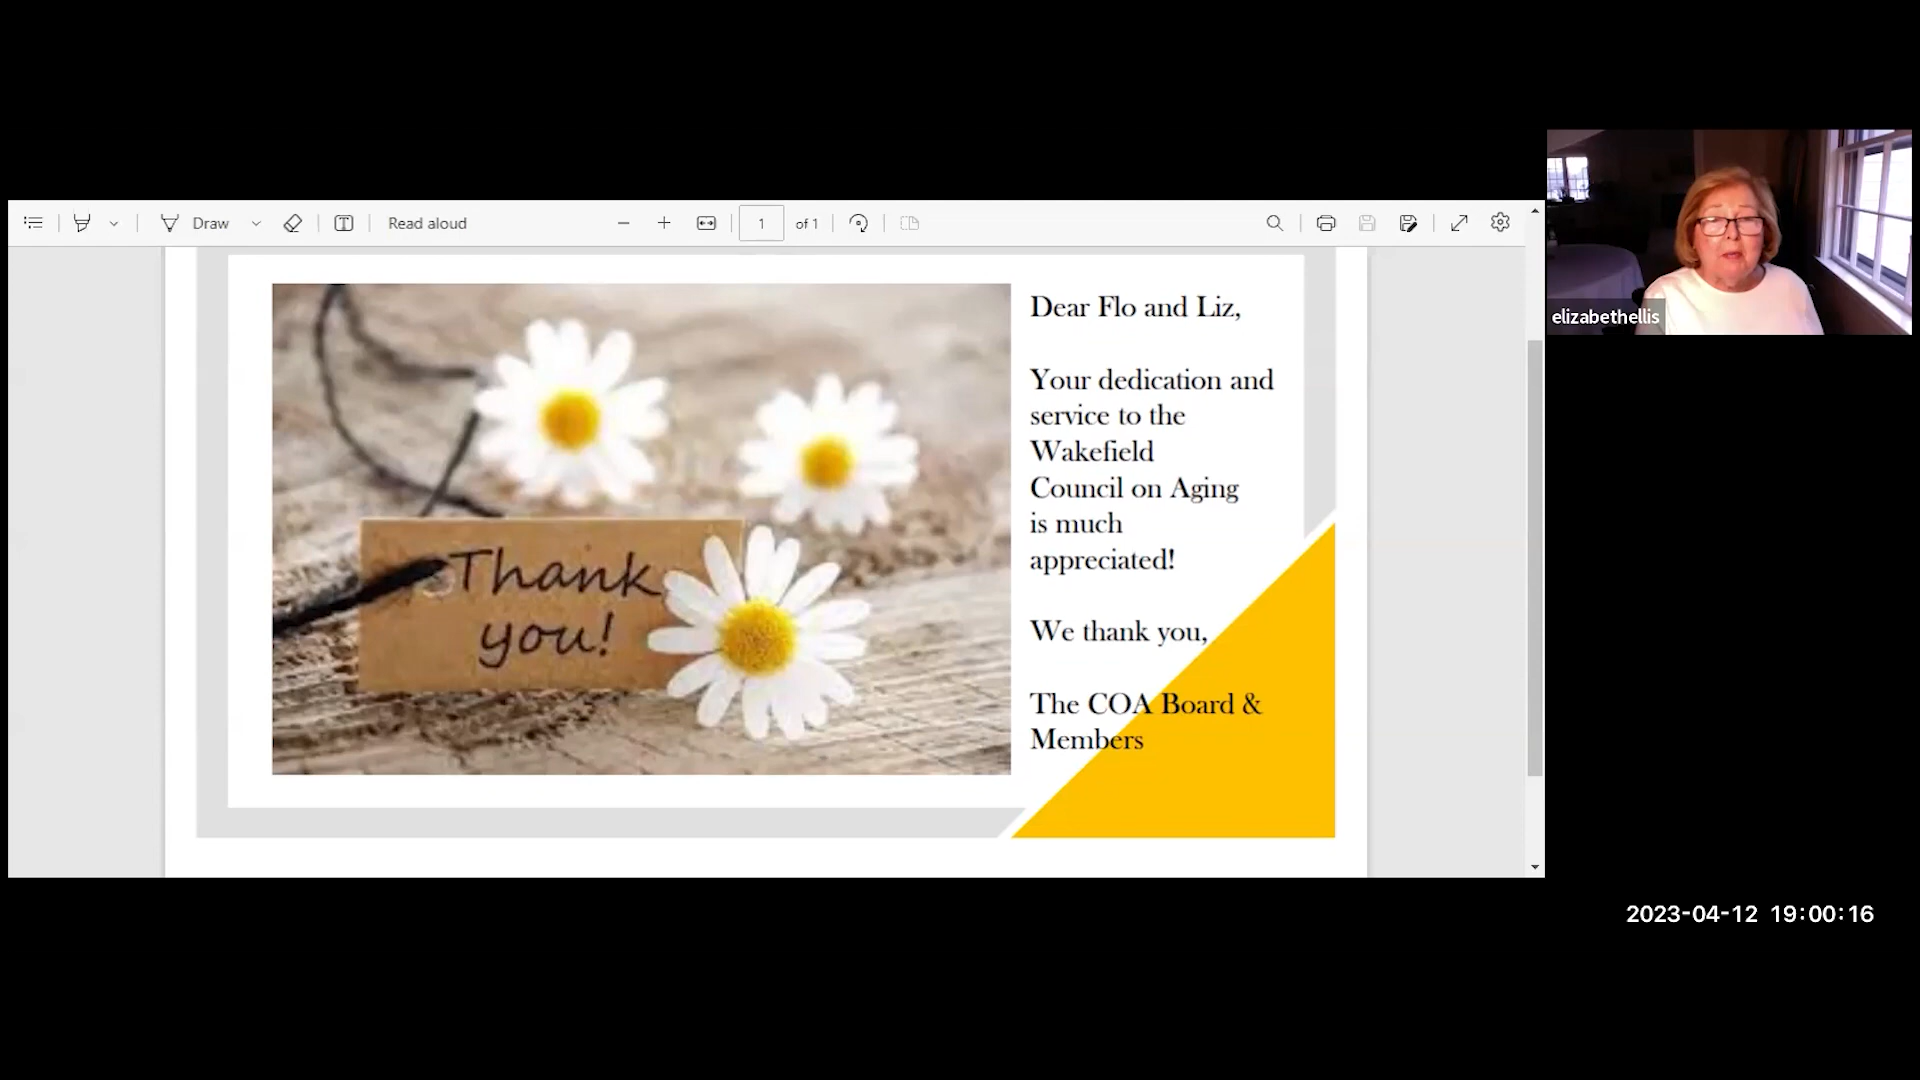 Draw
Read aloud
1
of 1
Dear Flo and Liz,
Your dedication and
service to the
Wakefield
Council on Aging
is much
appreciated!
We thank you,
The COA Board &
Members
Thank
you!
elizabethellis
2023-04-12 19:00:16